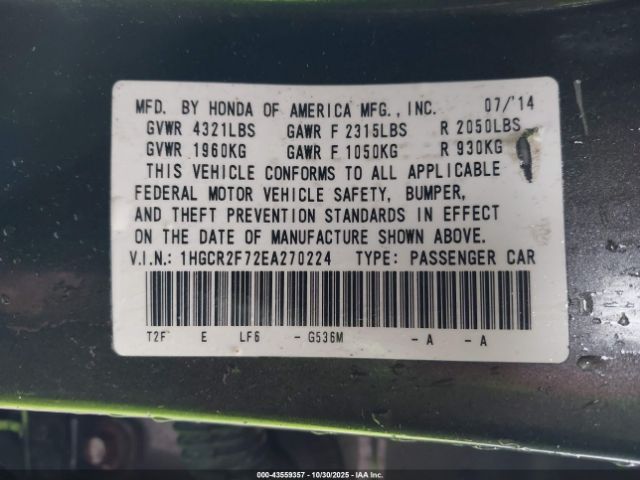 MFD. BY HONDA OF AMERICA MFG., INC. 07/'14
GVWR 4321LBS GAWR F 2315LBS R 2050LBS
GVWR 1960KG GAWR F 1050KG R 930KG
THIS VEHICLE CONFORMS TO ALL APPLICABLE
FEDERAL MOTOR VEHICLE SAFETY, BUMPER,
AND THEFT PREVENTION STANDARDS IN EFFECT
ON THE DATE OF MANUFACTURE SHOWN ABOVE.
V.I.N.: 1HGCR2F72EA270224 TYPE: PASSENGER CAR
T2F E LF6 - G536M - A - A
000-43559357 | 10/30/2025 | IAA Inc.